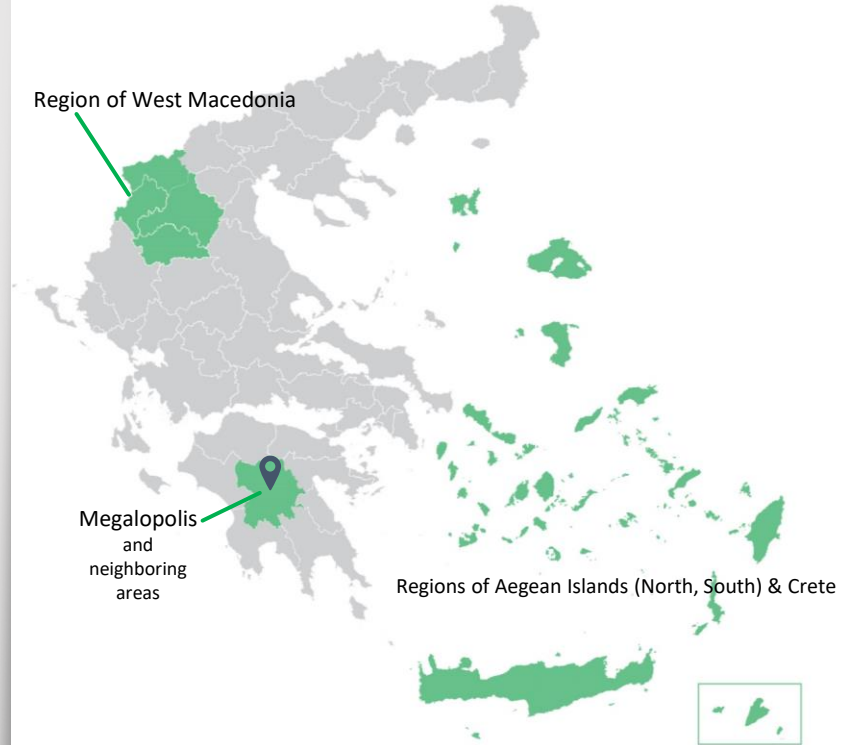 Region of West Macedonia
Megalopolis
and
neighboring
areas
Regions of Aegean Islands (North, South) & Crete